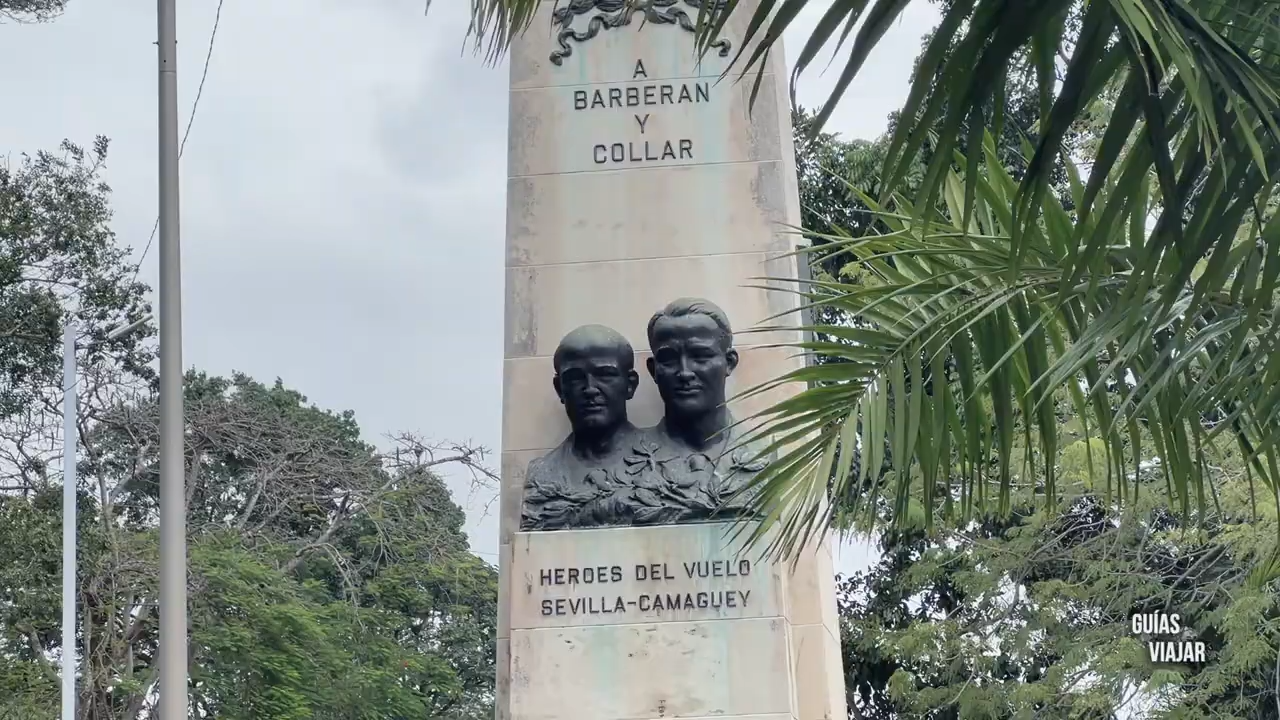 A
BARBERAN
Y
COLLAR
HEROES DEL VUELO
SEVILLA-CAMAGUEY
GUÍAS
VIAJAR